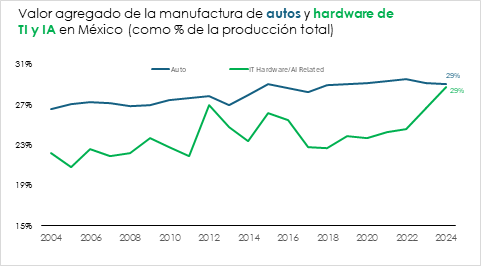 Valor agregado de la manufactura de autos y hardware de
TI y IA en México (como % de la producción total)
31%
27%
23%
19%
15%
Auto
IT Hardware/AI Related
29%
29%
2004 2006 2008 2010 2012 2014 2016 2018 2020 2022 2024